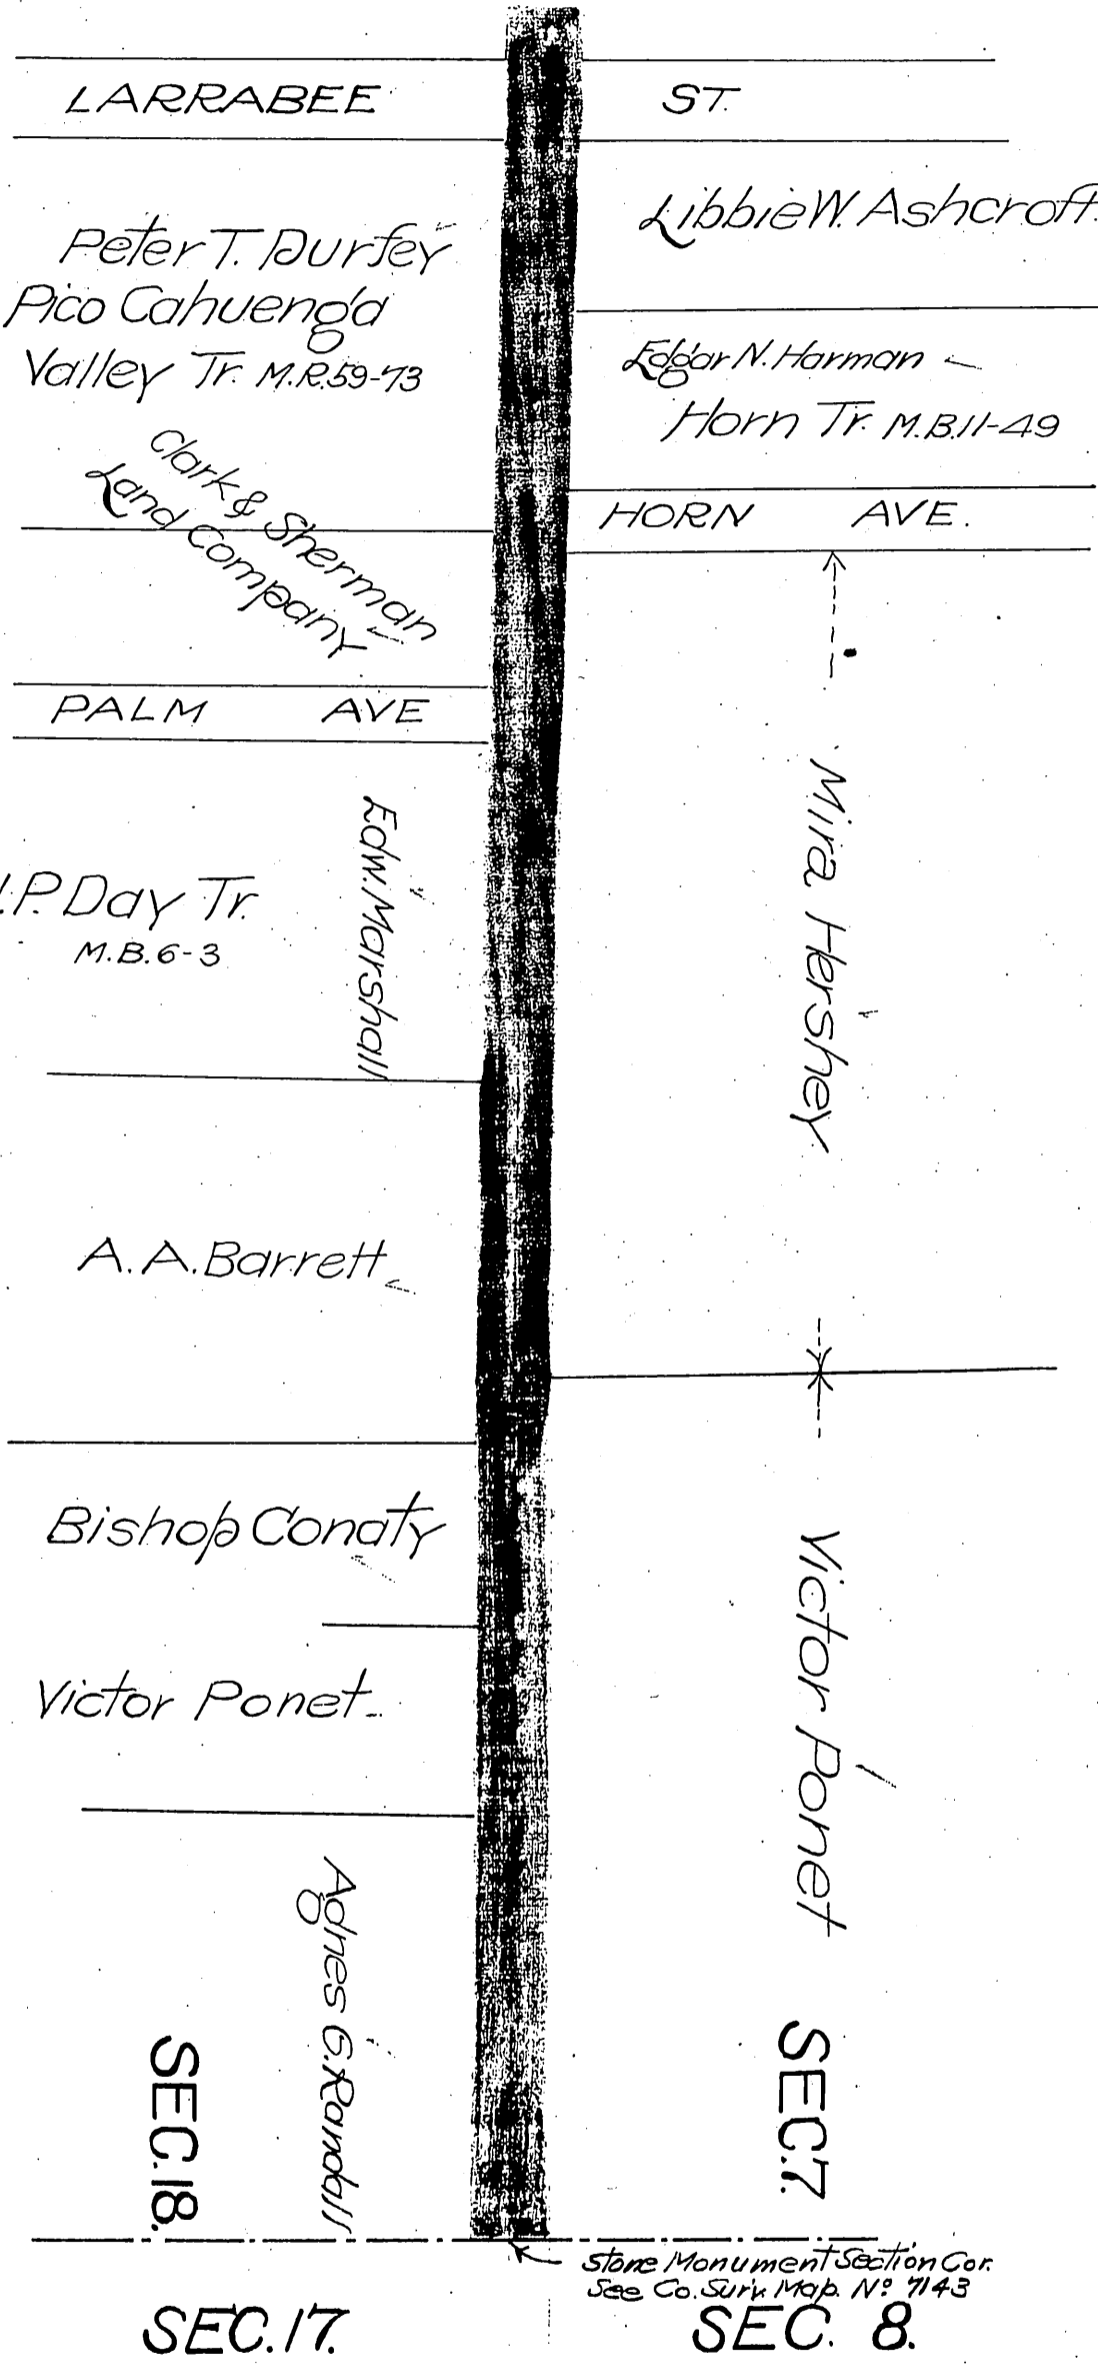 LARRABEE ST.
Libbie W. Ashcroft.
Peter T. Durfey
Pico Cahuenga
Valley Tr. M.R.59-73
Edgar N. Harman
Horn Tr. M.B.11-49
Clark & Sherman
Land Company
HORN AVE.
PALM AVE
Mira Hershey
Edw. Marshall
.P. Day Tr.
M.B.6-3
A. A. Barrett
Bishop Conaty
Victor Ponet
Victor Ponet
Agnes G. Randall
SEC. 18.
SEC. 7.
Stone Monument Section Cor.
See Co. Surv. Map. Nº 7143
SEC. 17.
SEC. 8.